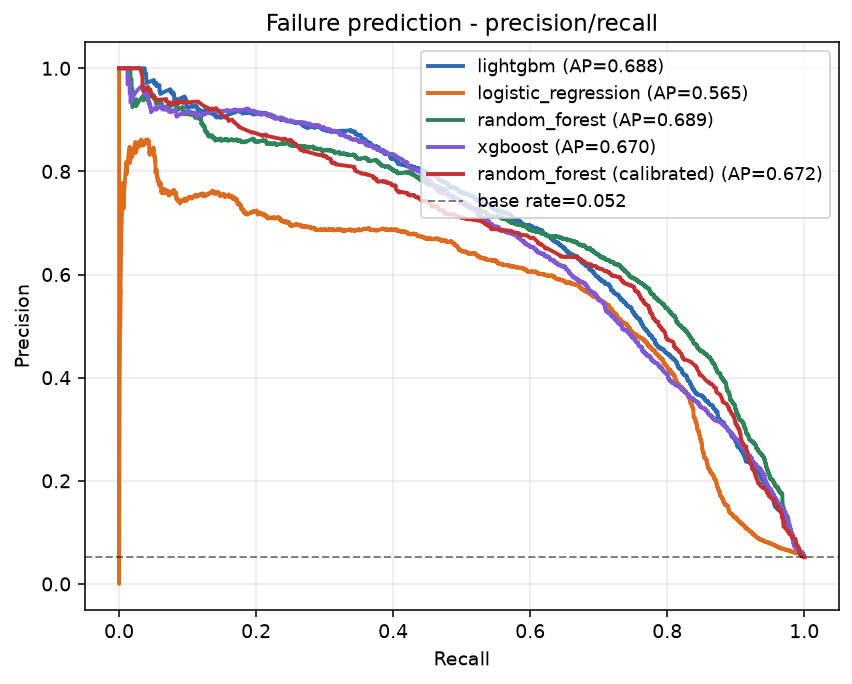 Failure prediction - precision/recall
lightgbm (AP=0.688)
logistic_regression (AP=0.565)
random_forest (AP=0.689)
xgboost (AP=0.670)
random_forest (calibrated) (AP=0.672)
base rate=0.052
Precision
1.0
0.8
0.6
0.4
0.2
0.0
0.0 0.2 0.4 0.6 0.8 1.0
Recall